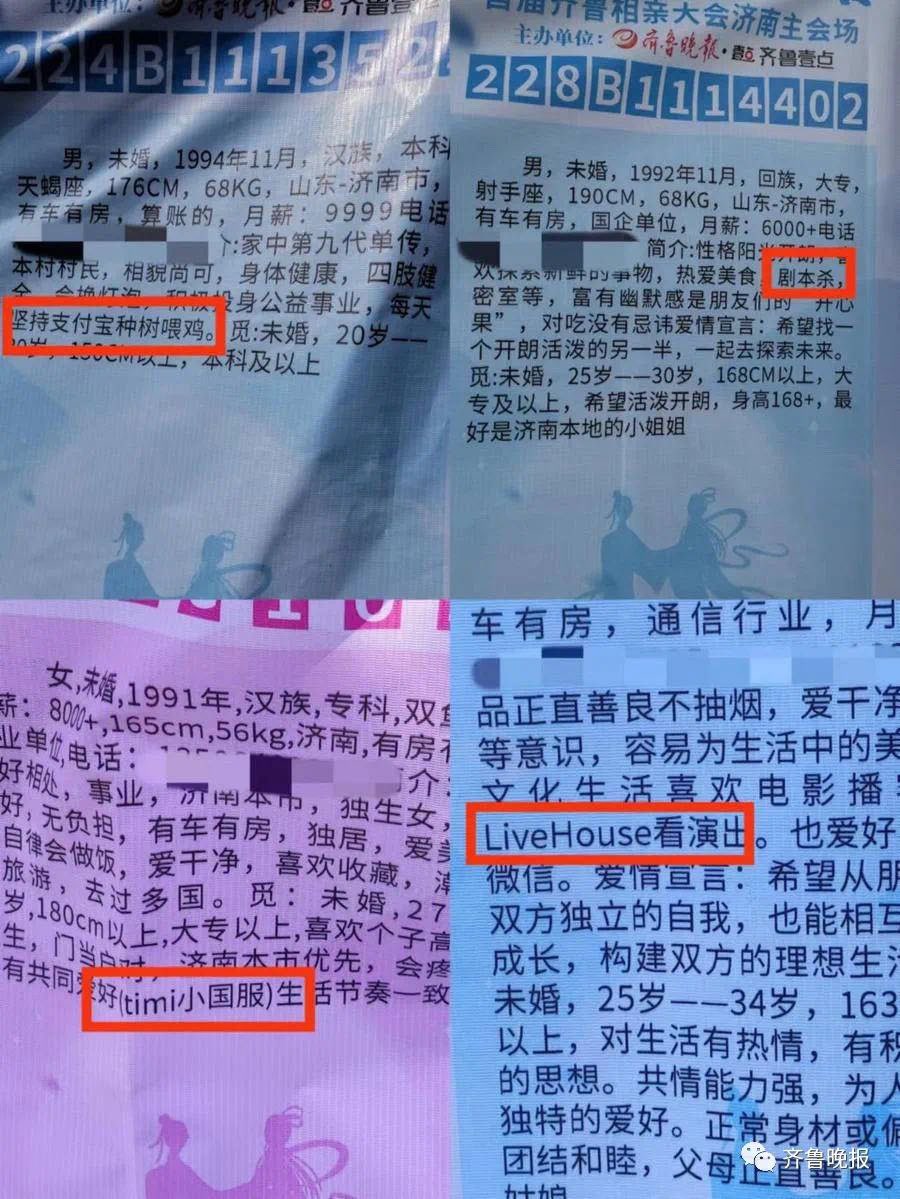 主办单位：齐鲁晚报·齐鲁壹点
224B11135
男，未婚，1994年11月，汉族，本科
天蝎座，176CM，68KG，山东-济南市，
有车有房，算账的，月薪：9999电话
介:家中第九代单传，
本村村民，相貌尚可，身体健康，四肢健
全，会换灯泡，积极投身公益事业，每天
坚持支付宝种树喂鸡。觅:未婚，20岁——
30岁，150CM以上，本科及以上
首届齐鲁相亲大会济南主会场
主办单位：齐鲁晚报·齐鲁壹点
228B1114402
男，未婚，1992年11月，回族，大专，
射手座，190CM，68KG，山东-济南市，
有车有房，国企单位，月薪：6000+电话
简介:性格阳光开朗，喜
欢探索新鲜的事物，热爱美食，剧本杀，
密室等，富有幽默感是朋友们的“开心
果”，对吃没有忌讳爱情宣言：希望找一
个开朗活泼的另一半，一起去探索未来。
觅:未婚，25岁——30岁，168CM以上，大
专及以上，希望活泼开朗，身高168+，最
好是济南本地的小姐姐
女,未婚,1991年,汉族,专科,双鱼
薪：8000+,165cm,56kg,济南,有房有
业单位,电话：
介：
好相处，事业，济南本市，独生女，
好，无负担，有车有房，独居，爱美
自律会做饭，爱干净，喜欢收藏，
旅游，去过多国。觅：未婚,27
岁,180cm以上,大专以上,喜欢个子高
生，门当户对，济南本市优先，会疼
有共同爱好(timi小国服)生活节奏一致
车有房，通信行业，月
品正直善良不抽烟，爱干净
等意识，容易为生活中的美
文化生活喜欢电影播客
LiveHouse看演出。也爱好
微信。爱情宣言：希望从朋
双方独立的自我，也能相互
成长，构建双方的理想生活
未婚，25岁——34岁，163
以上，对生活有热情，有积
的思想。共情能力强，为人
独特的爱好。正常身材或偏
团结和睦，父母正直善良。
姑娘
齐鲁晚报